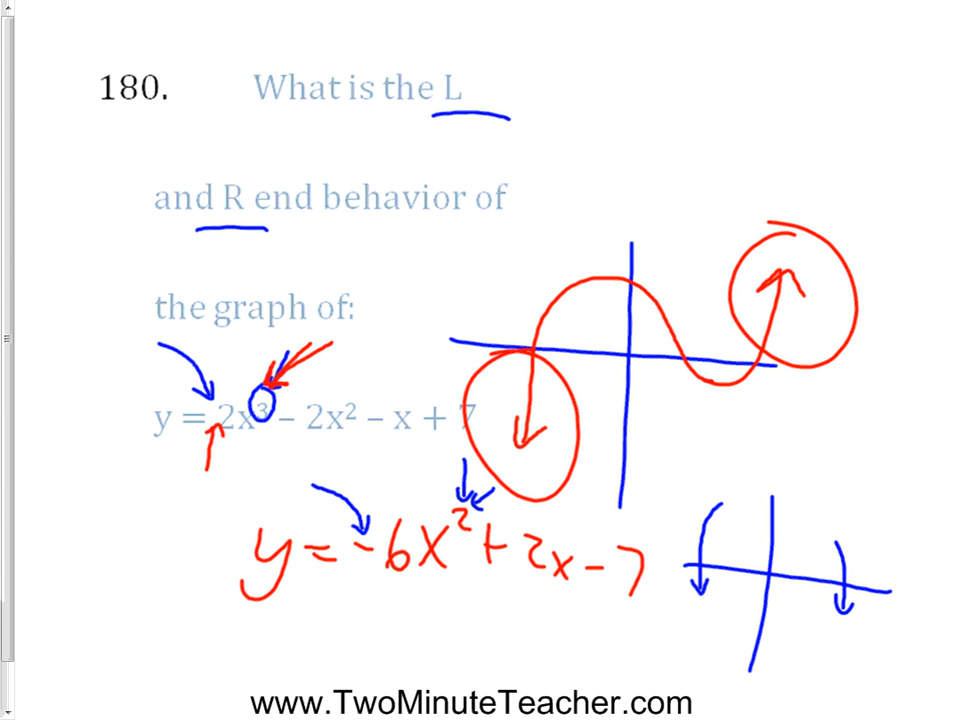 180. What is the L
and R end behavior of
the graph of:
y = 2x³ – 2x² – x + 7
y = -6x² + 2x - 7
www.TwoMinuteTeacher.com